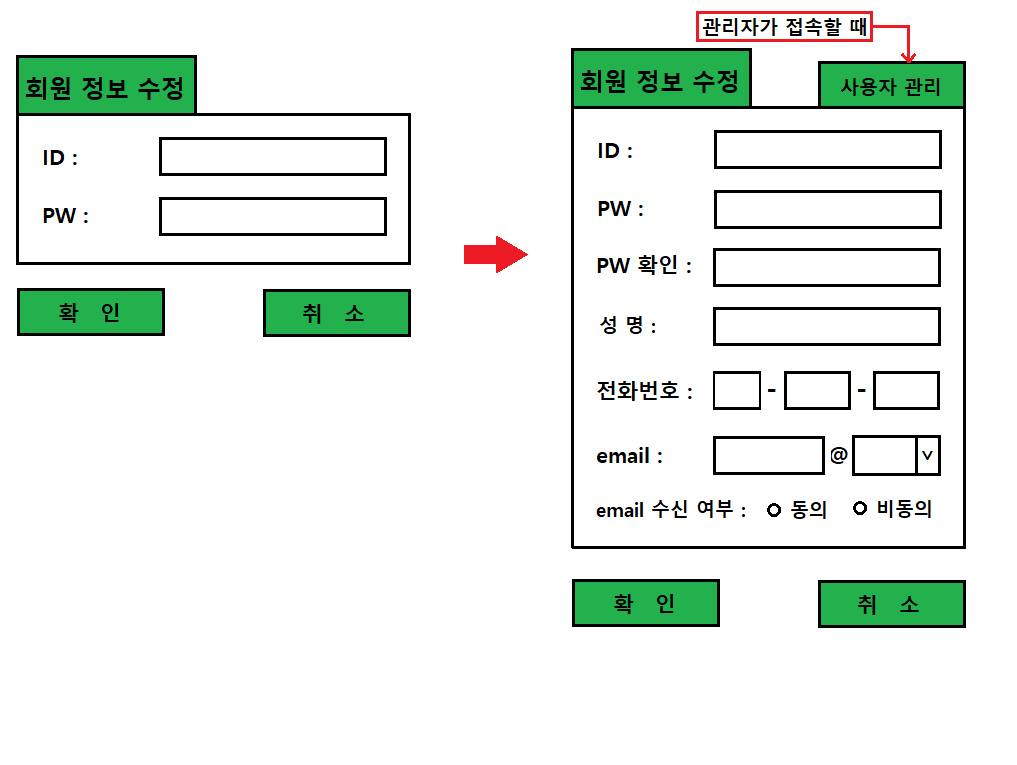 회원 정보 수정
ID :
PW :
확 인
취 소
관리자가 접속할 때
회원 정보 수정
사용자 관리
ID :
PW :
PW 확인 :
성 명 :
전화번호 :
- -
email :
@
v
email 수신 여부 :
동의
비동의
확 인
취 소